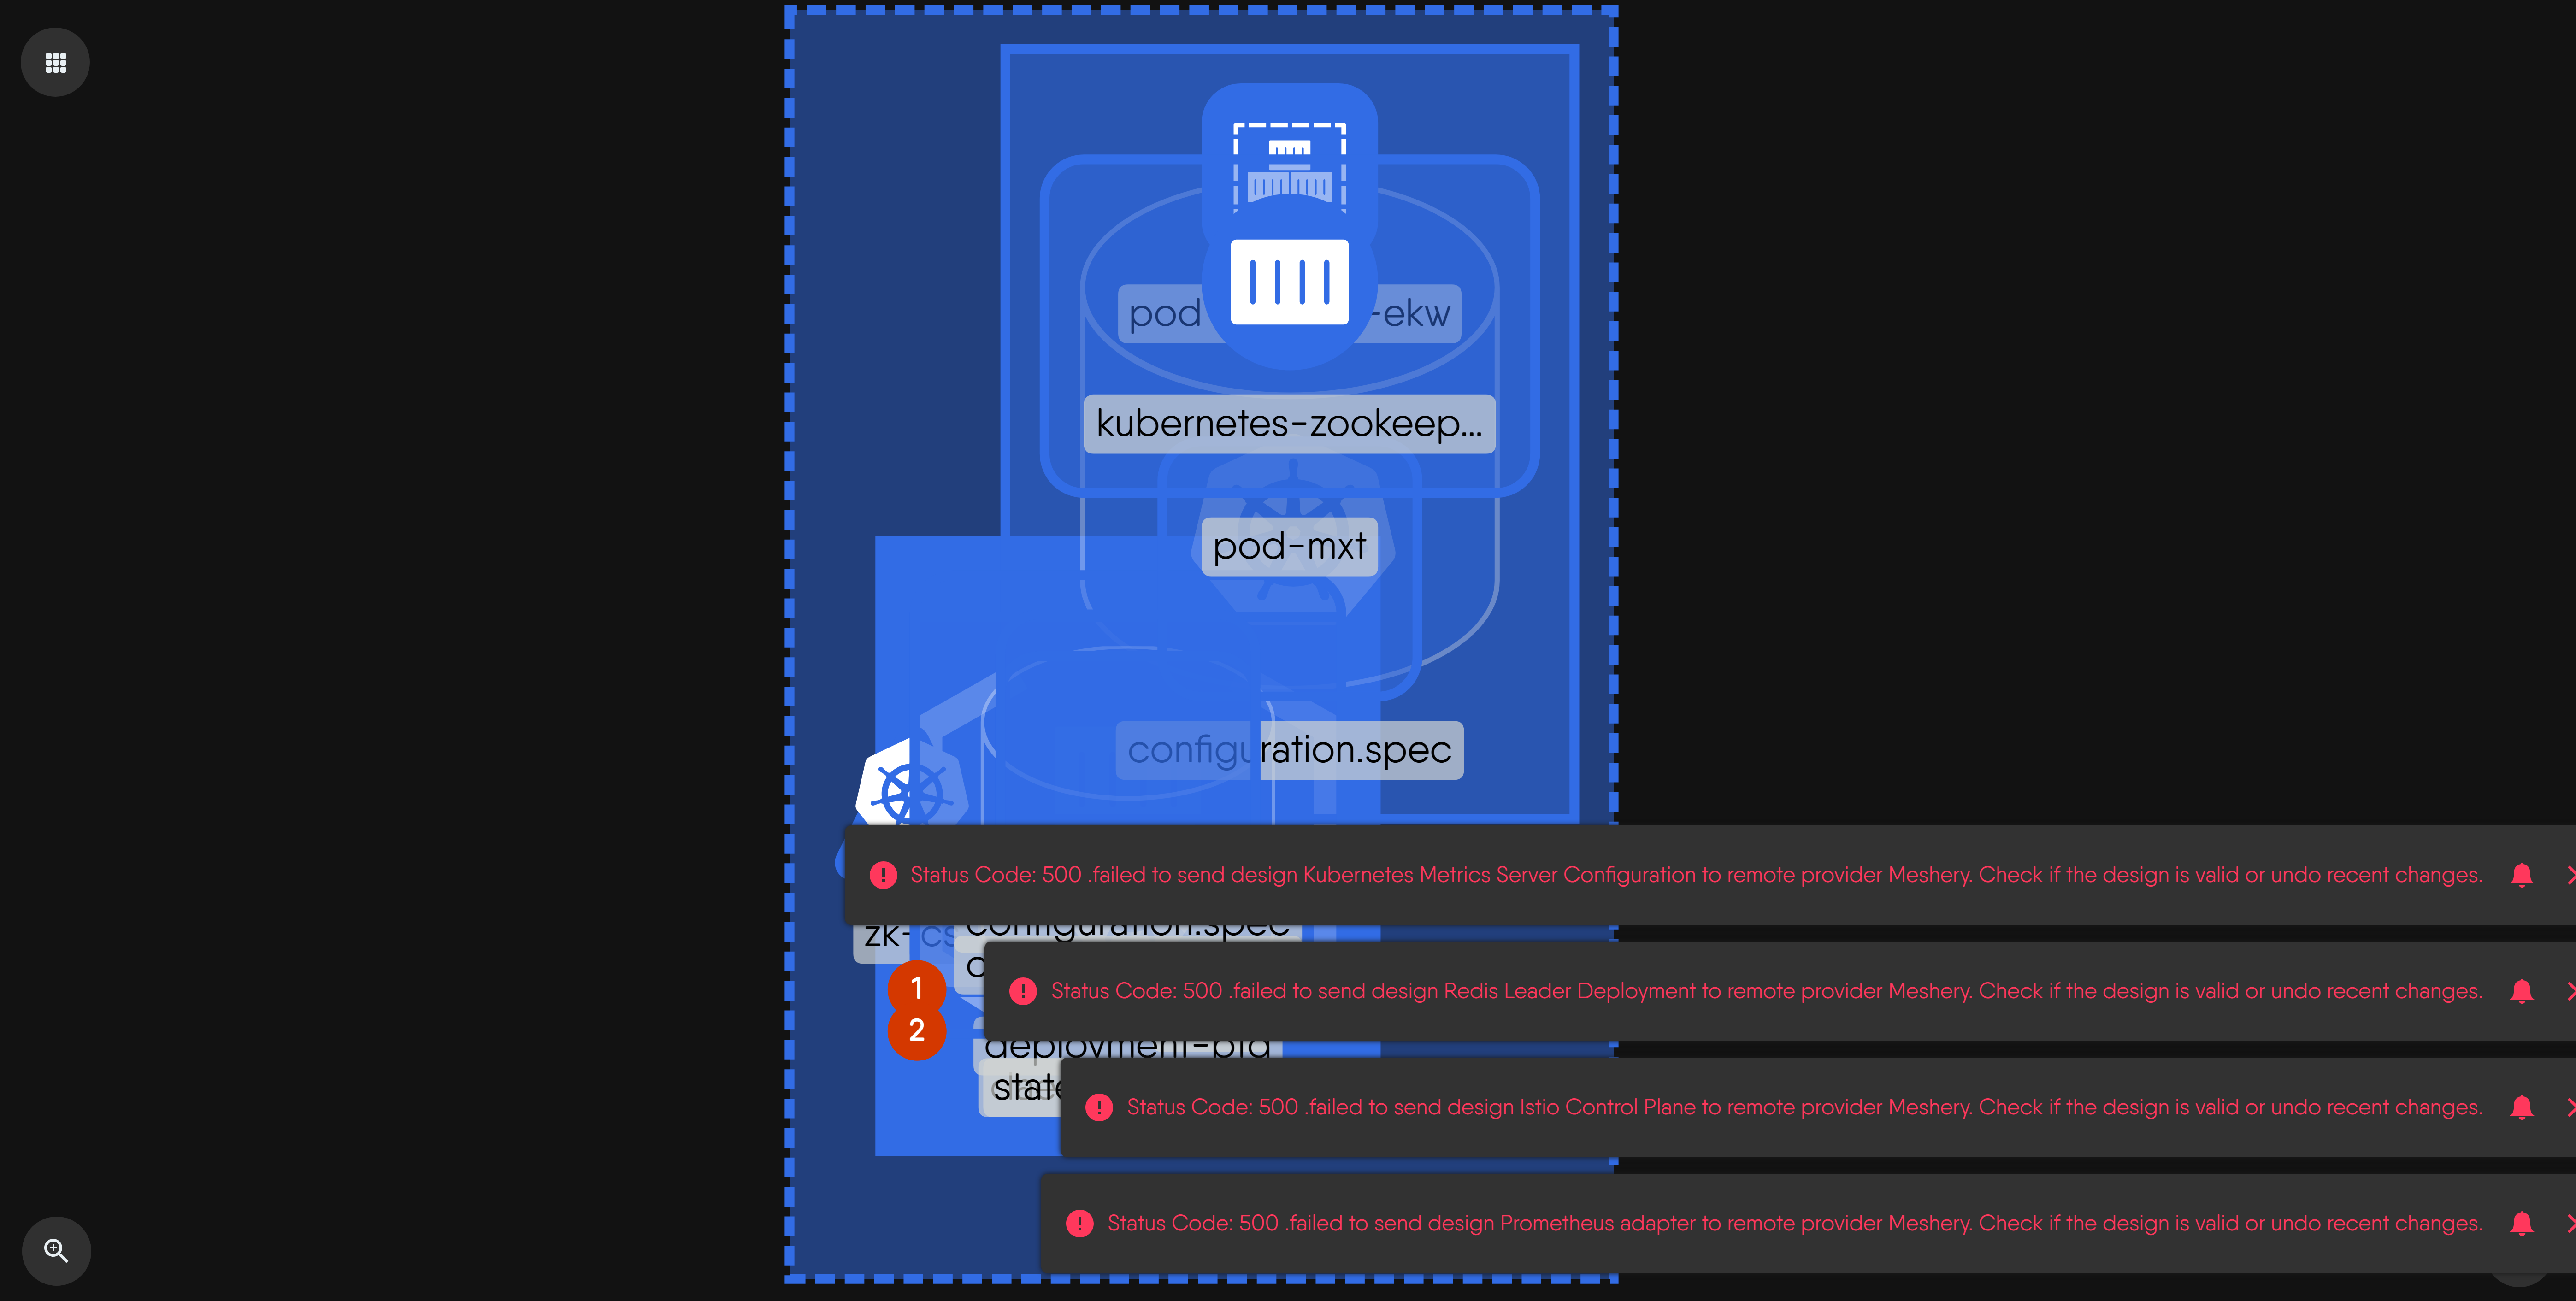 pod -ekw
kubernetes-zookeep...
pod-mxt
configuration.spec
Status Code: 500 .failed to send design Kubernetes Metrics Server Configuration to remote provider Meshery. Check if the design is valid or undo recent changes.
zk- cs configuration.spec
1 Status Code: 500 .failed to send design Redis Leader Deployment to remote provider Meshery. Check if the design is valid or undo recent changes.
2
deployment-pfq
state
Status Code: 500 .failed to send design Istio Control Plane to remote provider Meshery. Check if the design is valid or undo recent changes.
Status Code: 500 .failed to send design Prometheus adapter to remote provider Meshery. Check if the design is valid or undo recent changes.